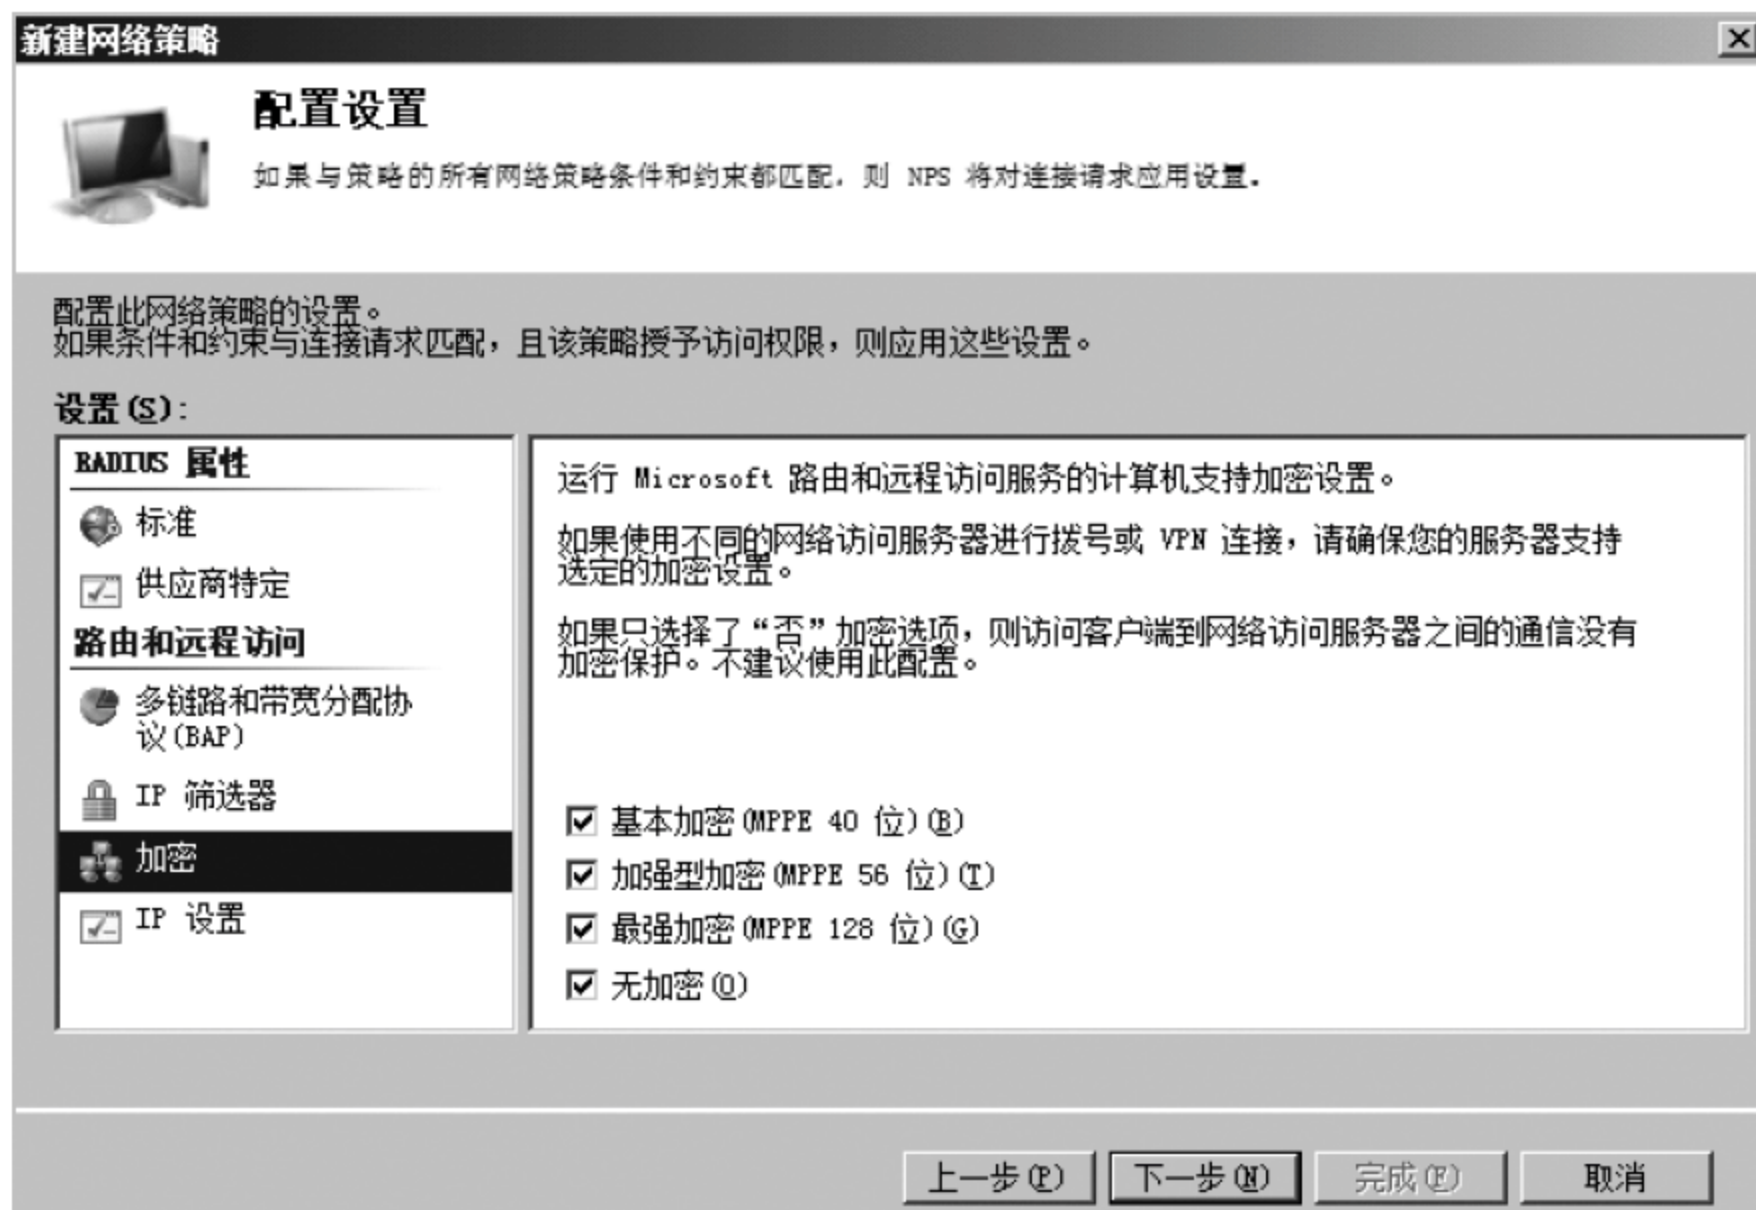 新建网络策略
配置设置
如果与策略的所有网络策略条件和约束都匹配，则 NPS 将对连接请求应用设置。
配置此网络策略的设置。
如果条件和约束与连接请求匹配，且该策略授予访问权限，则应用这些设置。
设置(S):
RADIUS 属性
标准
供应商特定
路由和远程访问
多链路和带宽分配协
议(BAP)
IP 筛选器
加密
IP 设置
运行 Microsoft 路由和远程访问服务的计算机支持加密设置。
如果使用不同的网络访问服务器进行拨号或 VPN 连接，请确保您的服务器支持
选定的加密设置。
如果只选择了“否”加密选项，则访问客户端到网络访问服务器之间的通信没有
加密保护。不建议使用此配置。
基本加密(MPPE 40 位)(B)
加强型加密(MPPE 56 位)(T)
最强加密(MPPE 128 位)(G)
无加密(O)
上一步(P)
下一步(N)
完成(F)
取消